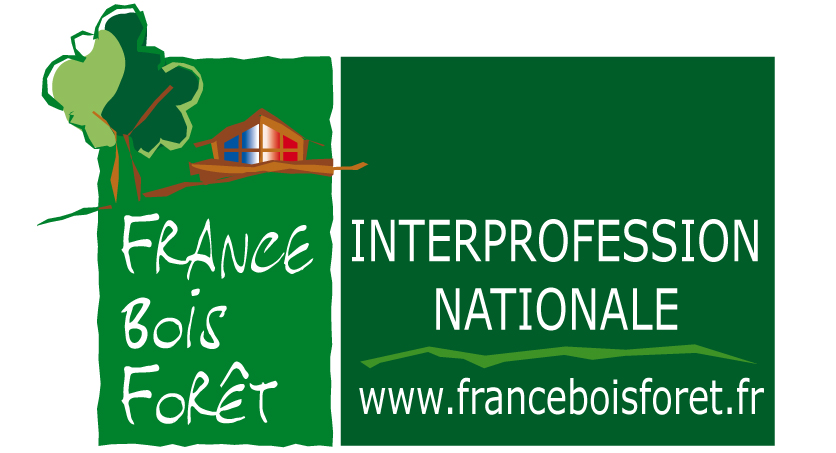 FRANCE
BOIS
FORÊT
INTERPROFESSION
NATIONALE
www.franceboisforet.fr